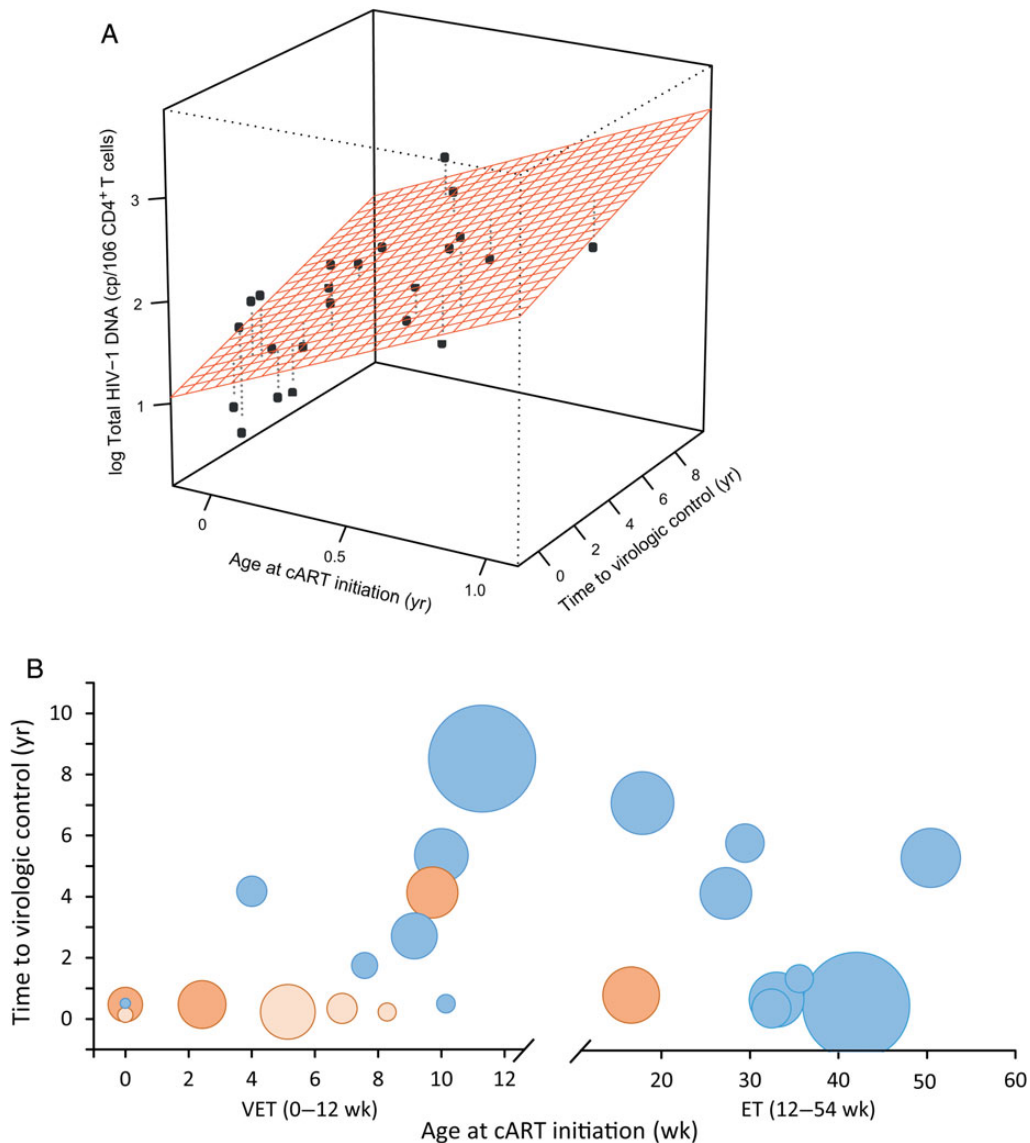 A
log Total HIV−1 DNA (cp/106 CD4⁺ T cells)
3
2
1
0
0.5
1.0
Age at cART initiation (yr)
0
2
4
6
8
Time to virologic control (yr)
B
Time to virologic control (yr)
10
8
6
4
2
0
0 2 4 6 8 10 12 20 30 40 50 60
VET (0–12 wk) ET (12–54 wk)
Age at cART initiation (wk)